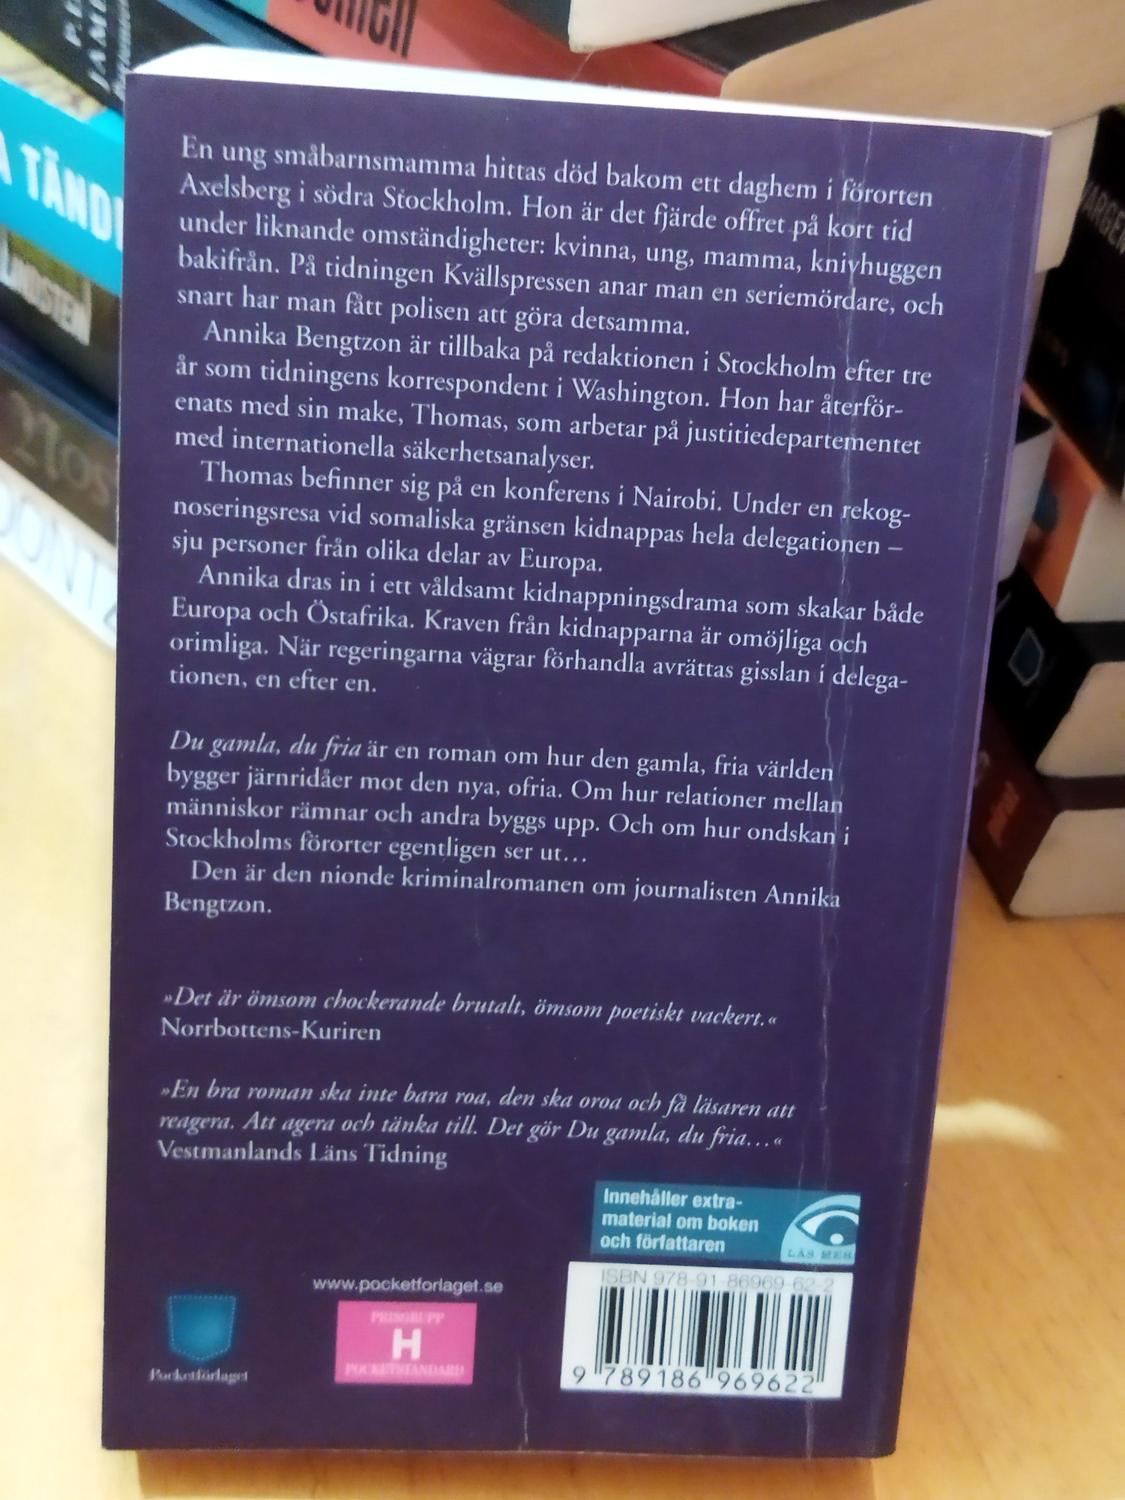 En ung småbarnsmamma hittas död bakom ett daghem i förorten
Axelsberg i södra Stockholm. Hon är det fjärde offret på kort tid
under liknande omständigheter: kvinna, ung, mamma, knivhuggen
bakifrån. På tidningen Kvällspressen anar man en seriemördare, och
snart har man fått polisen att göra detsamma.
Annika Bengtzon är tillbaka på redaktionen i Stockholm efter tre
år som tidningens korrespondent i Washington. Hon har återför-
enats med sin make, Thomas, som arbetar på justitiedepartementet
med internationella säkerhetsanalyser.
Thomas befinner sig på en konferens i Nairobi. Under en rekog-
noseringsresa vid somaliska gränsen kidnappas hela delegationen –
sju personer från olika delar av Europa.
Annika dras in i ett våldsamt kidnappningsdrama som skakar både
Europa och Östafrika. Kraven från kidnapparna är omöjliga och
orimliga. När regeringarna vägrar förhandla avrättas gisslan i delega-
tionen, en efter en.
Du gamla, du fria är en roman om hur den gamla, fria världen
bygger järnridåer mot den nya, ofria. Om hur relationer mellan
människor rämnar och andra byggs upp. Och om hur ondskan i
Stockholms förorter egentligen ser ut…
Den är den nionde kriminalromanen om journalisten Annika
Bengtzon.
»Det är ömsom chockerande brutalt, ömsom poetiskt vackert.«
Norrbottens-Kuriren
»En bra roman ska inte bara roa, den ska oroa och få läsaren att
reagera. Att agera och tänka till. Det gör Du gamla, du fria…«
Vestmanlands Läns Tidning
Innehåller extra-
material om boken
och författaren
LÄS MER
ISBN 978-91-86969-62-2
9 789186 969622
www.pocketforlaget.se
PRISGRUPP
H
POCKETSTANDARD
Pocketförlaget